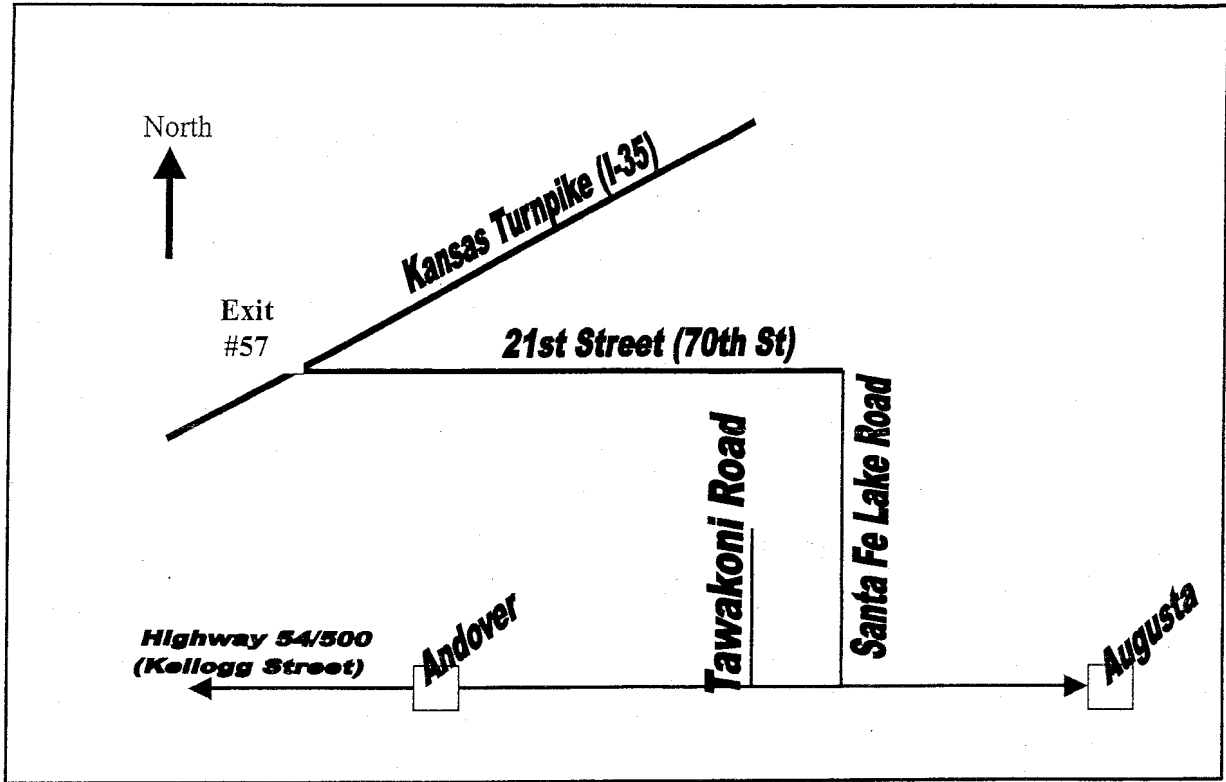 North
Kansas Turnpike (I-35)
Exit
#57
21st Street (70th St)
Tawakoni Road
Santa Fe Lake Road
Highway 54/500
(Kellogg Street)
Andover
Augusta